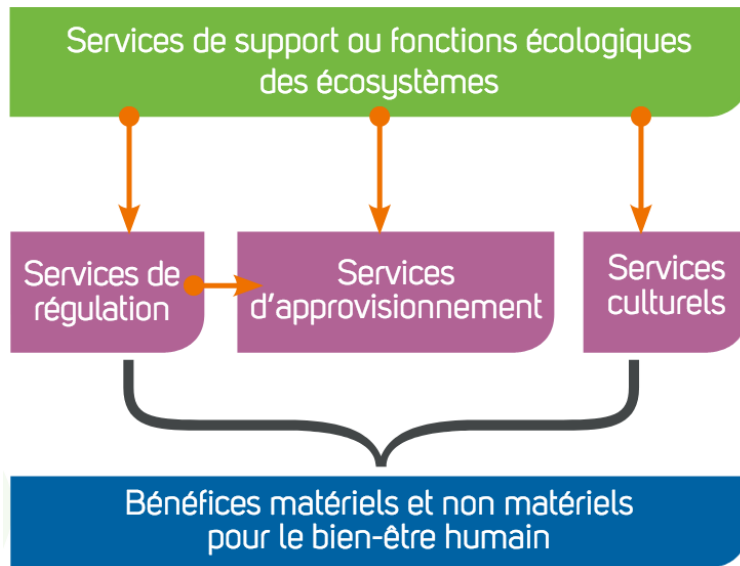 Services de support ou fonctions écologiques
des écosystèmes
Services de
régulation
Services
d'approvisionnement
Services
culturels
Bénéfices matériels et non matériels
pour le bien-être humain